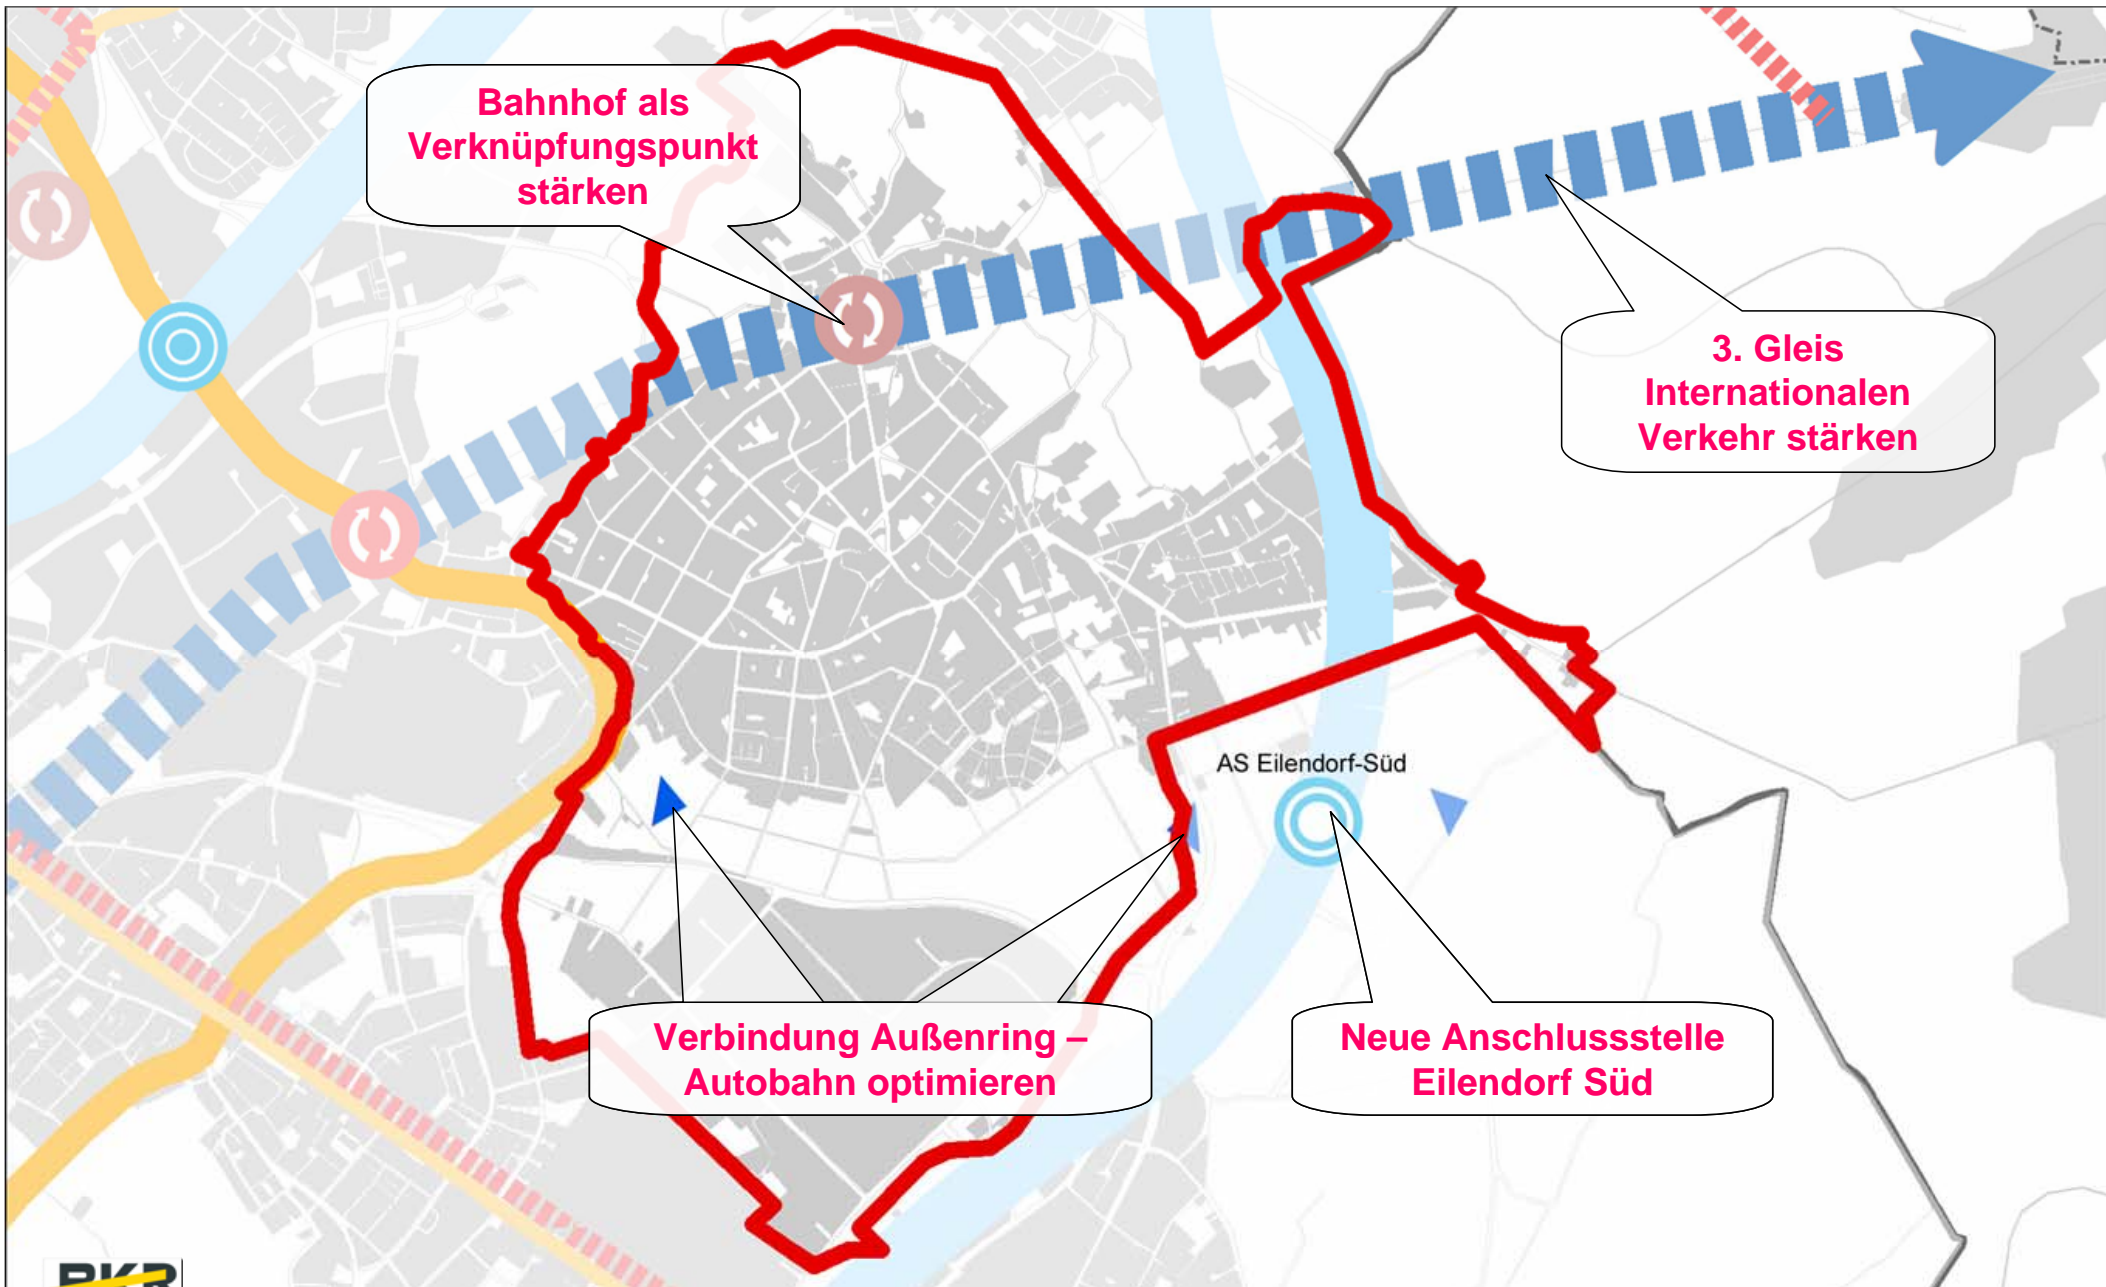 Bahnhof als
Verknüpfungspunkt
stärken
3. Gleis
Internationalen
Verkehr stärken
AS Eilendorf-Süd
Verbindung Außenring –
Autobahn optimieren
Neue Anschlussstelle
Eilendorf Süd
BKR